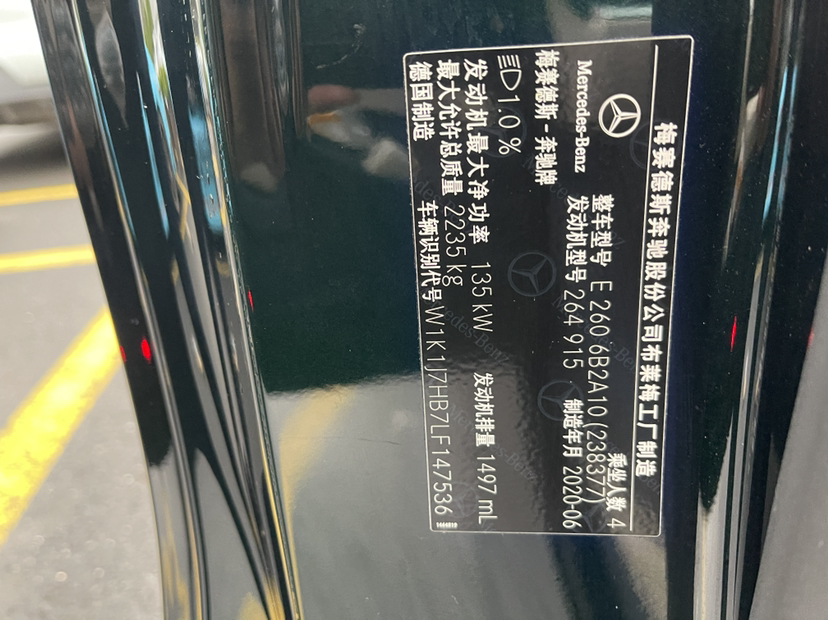 梅赛德斯奔驰股份公司布莱梅工厂制造
Mercedes-Benz
整车型号 E 260 6B2A10 (238377)
乘坐人数 4
梅赛德斯 - 奔驰牌
发动机型号 264 915
制造年月 2020-06
1.0 %
发动机最大净功率 135 kW
发动机排量 1497 mL
最大允许总质量 2235 kg
德国制造
车辆识别代号 W1K1J7HB7LF147536